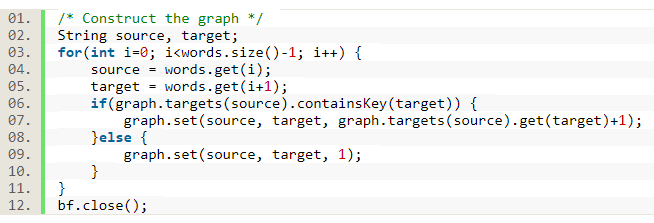 01. /* Construct the graph */
02. String source, target;
03. for(int i=0; i<words.size()-1; i++) {
04.     source = words.get(i);
05.     target = words.get(i+1);
06.     if(graph.targets(source).containsKey(target)) {
07.         graph.set(source, target, graph.targets(source).get(target)+1);
08.     }else {
09.         graph.set(source, target, 1);
10.     }
11. }
12. bf.close();